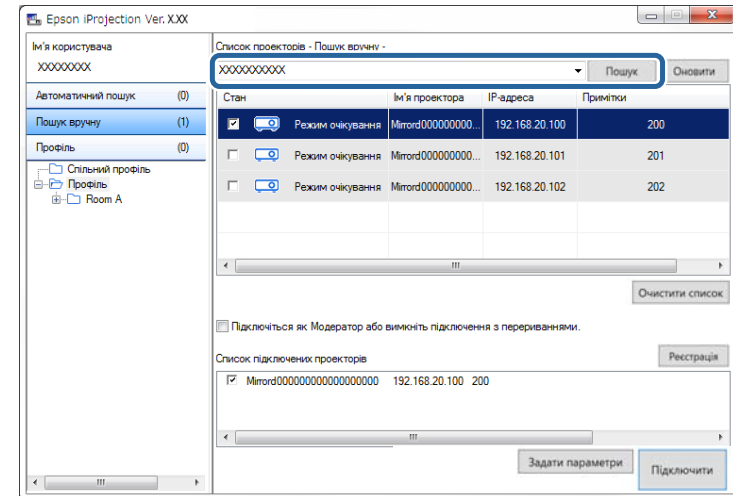 Epson iProjection Ver. X.XX
Ім'я користувача
XXXXXXXX
Автоматичний пошук (0)
Пошук вручну (1)
Профіль (0)
Спільний профіль
Профіль
Room A
Список проекторів - Пошук вручну -
XXXXXXXXXX Пошук Оновити
Стан Ім'я проектора IP-адреса Примітки
Режим очікування Mirrord000000000... 192.168.20.100 200
Режим очікування Mirrord000000000... 192.168.20.101 201
Режим очікування Mirrord000000000... 192.168.20.102 202
Очистити список
Підключіться як Модератор або вимкніть підключення з перериваннями.
Список підключених проекторів Реєстрація
Mirrord000000000000000000 192.168.20.100 200
Задати параметри Підключити